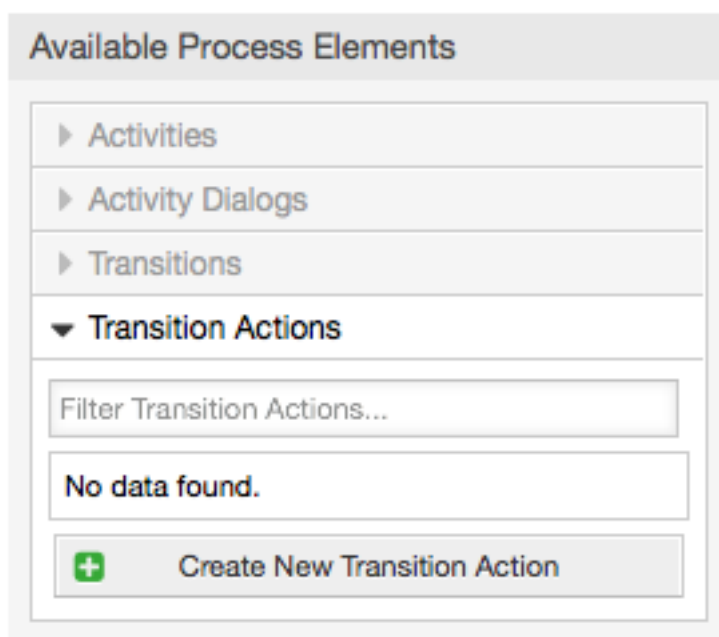 Available Process Elements
Activities
Activity Dialogs
Transitions
Transition Actions
Filter Transition Actions...
No data found.
Create New Transition Action